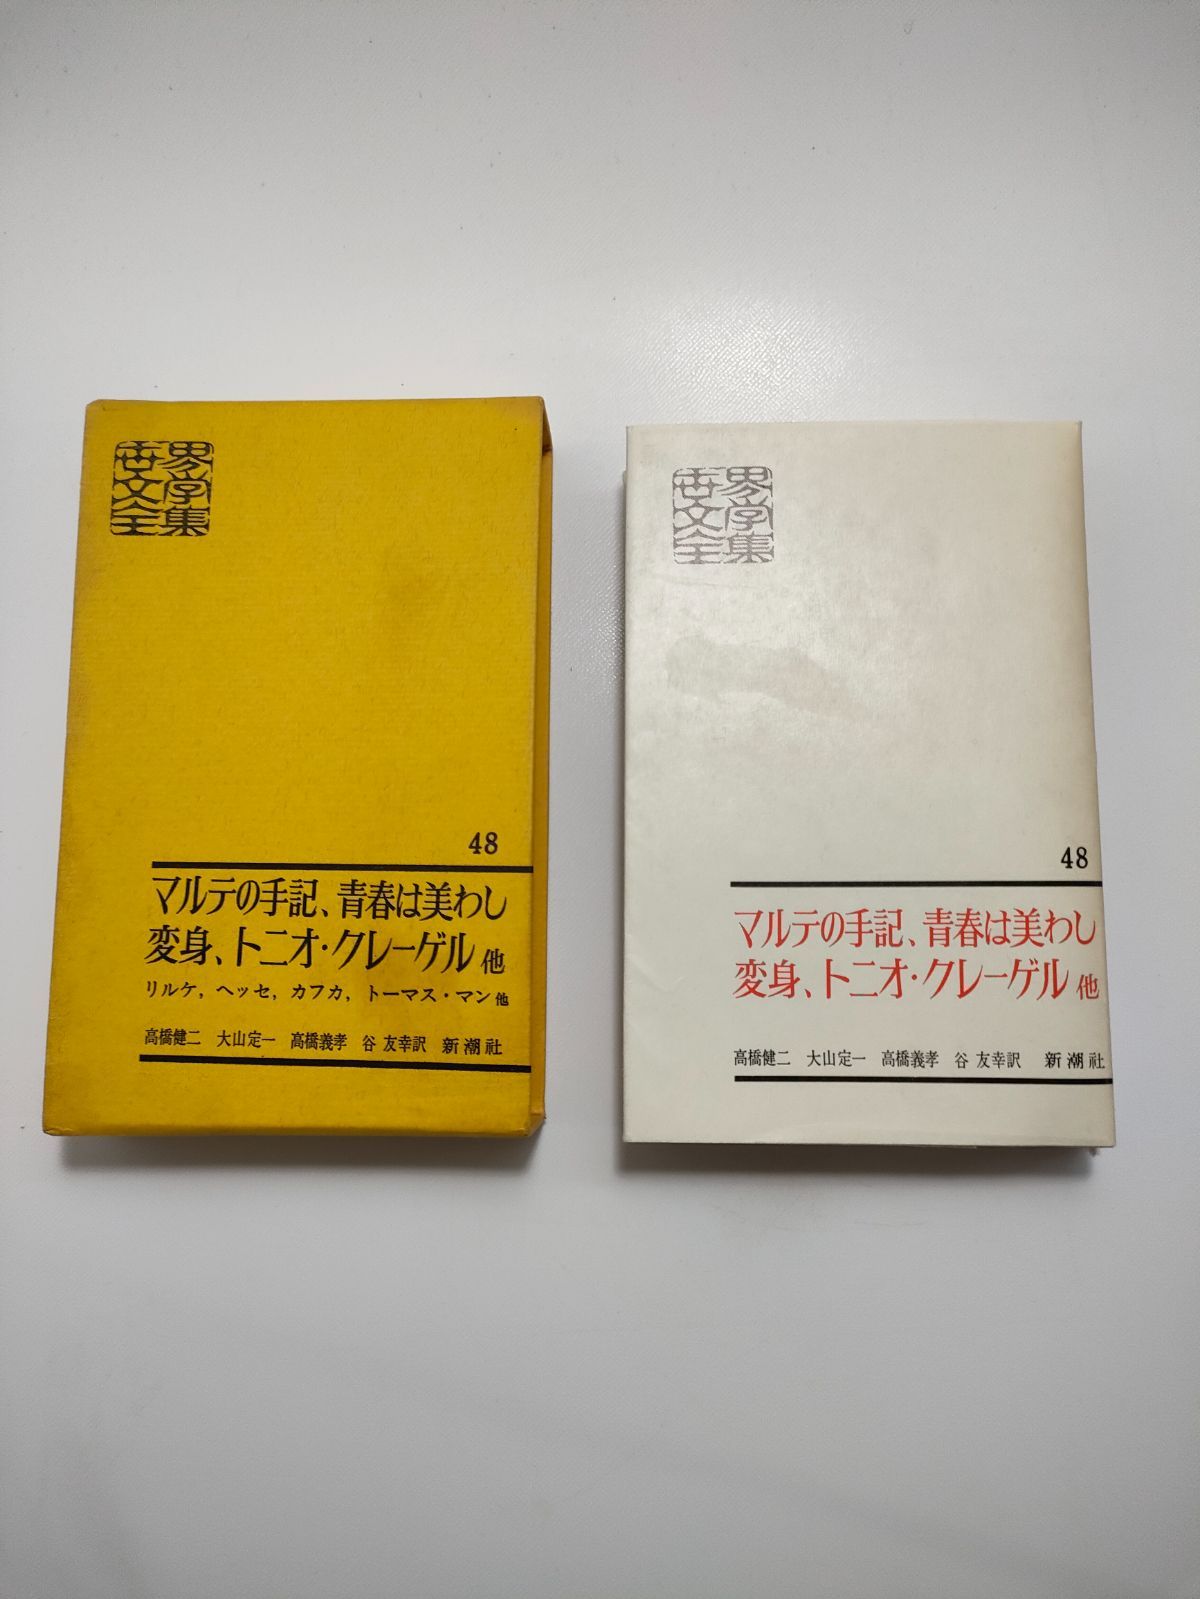 世界
文学
全集
48
マルテの手記、青春は美わし
変身、トニオ・クレーゲル 他
リルケ, ヘッセ, カフカ, トーマス・マン 他
高橋健二 大山定一 高橋義孝 谷 友幸訳 新潮社
世界
文学
全集
48
マルテの手記、青春は美わし
変身、トニオ・クレーゲル 他
高橋健二 大山定一 高橋義孝 谷 友幸訳 新潮社